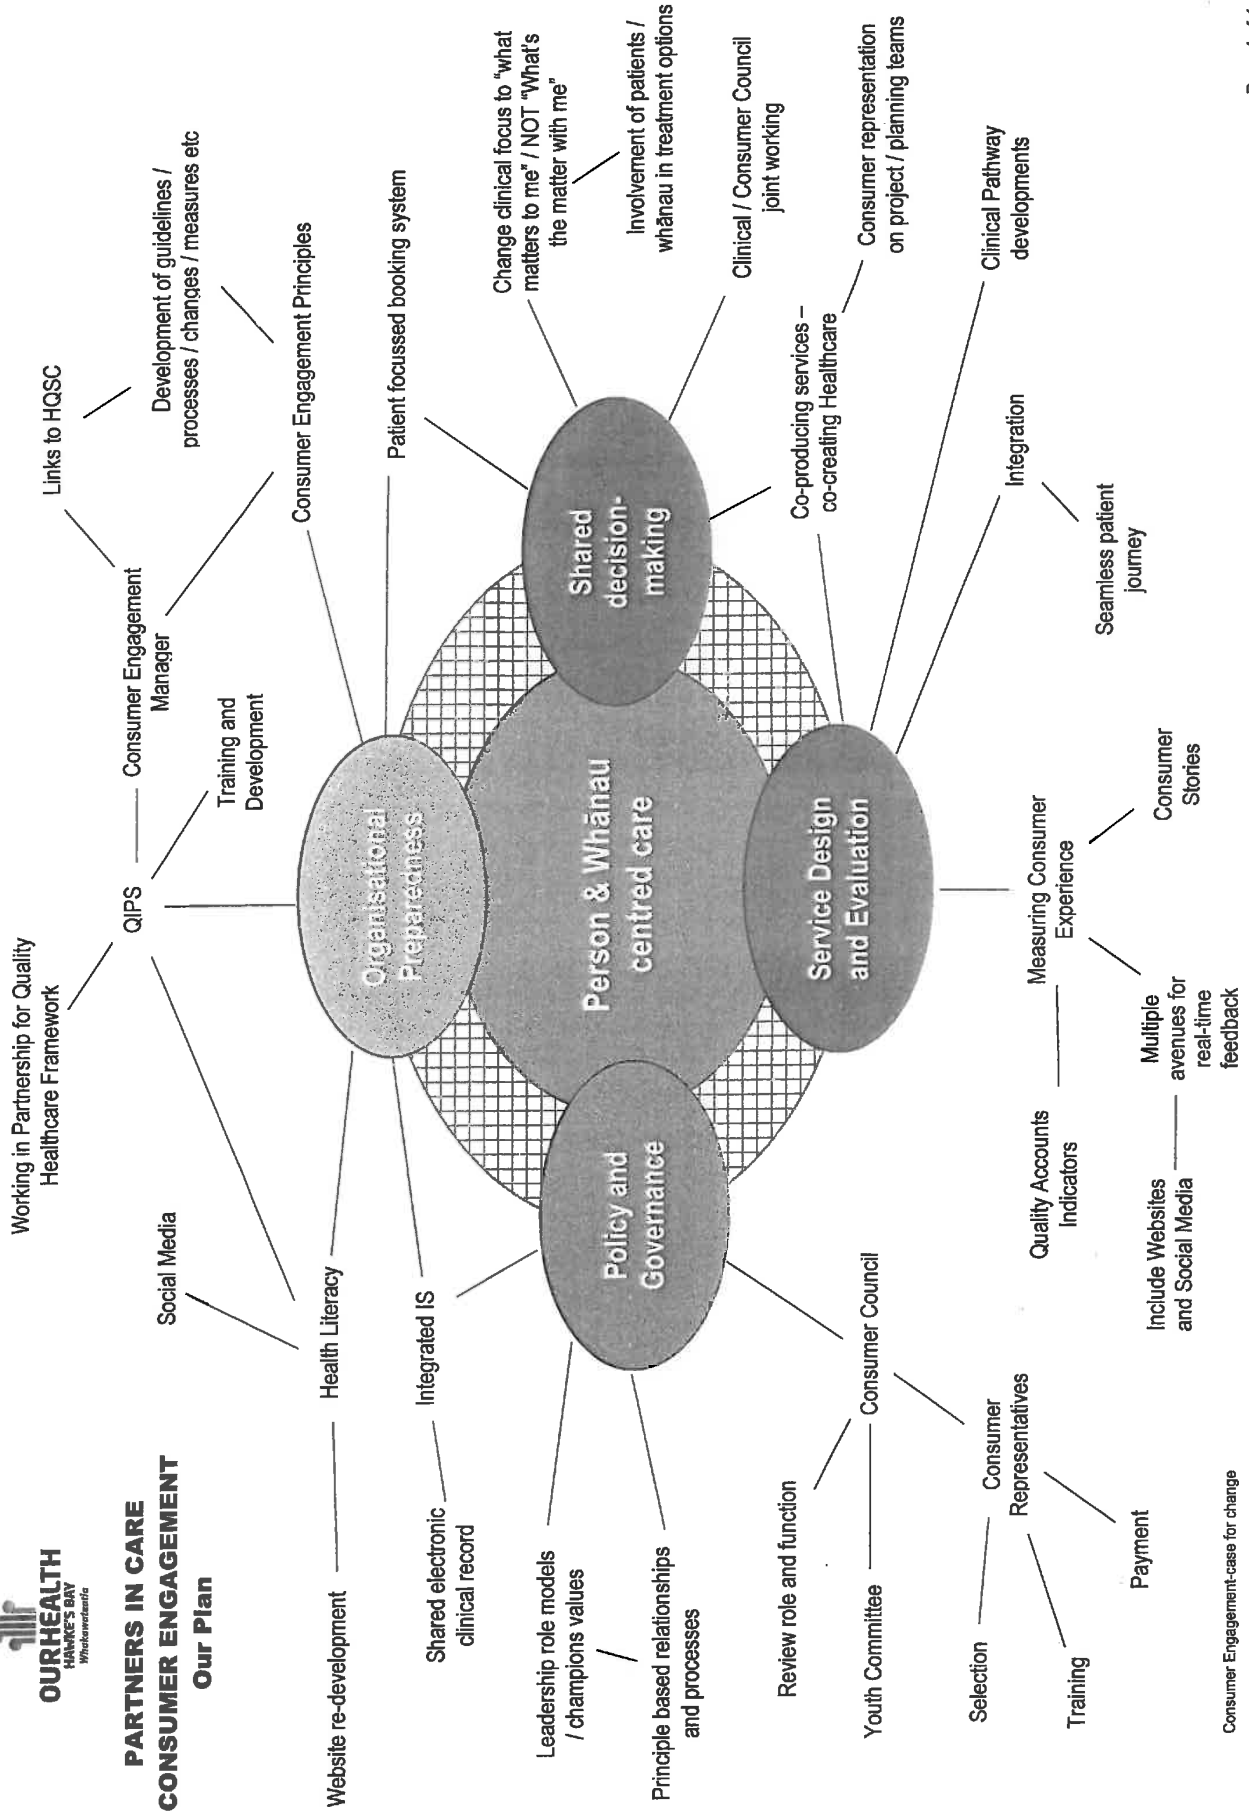 OURHEALTH
HAWKE'S BAY
Whakawateatia
PARTNERS IN CARE
CONSUMER ENGAGEMENT
Our Plan
Working in Partnership for Quality
Healthcare Framework
QIPS
Consumer Engagement
Manager
Links to HQSC
Training and
Development
Development of guidelines /
processes / changes / measures etc
Consumer Engagement Principles
Patient focussed booking system
Social Media
Health Literacy
Website re-development
Integrated IS
Shared electronic
clinical record
Organisational
Preparedness
Person & Whānau
centred care
Shared
decision-
making
Policy and
Governance
Service Design
and Evaluation
Change clinical focus to "what
matters to me" / NOT "What's
the matter with me"
Involvement of patients /
whānau in treatment options
Clinical / Consumer Council
joint working
Co-producing services –
co-creating Healthcare
Consumer representation
on project / planning teams
Clinical Pathway
developments
Integration
Seamless patient
journey
Leadership role models
/ champions values
Principle based relationships
and processes
Review role and function
Consumer Council
Youth Committee
Consumer
Representatives
Selection
Training
Payment
Measuring Consumer
Experience
Consumer
Stories
Multiple
avenues for
real-time
feedback
Quality Accounts
Indicators
Include Websites
and Social Media
Consumer Engagement-case for change